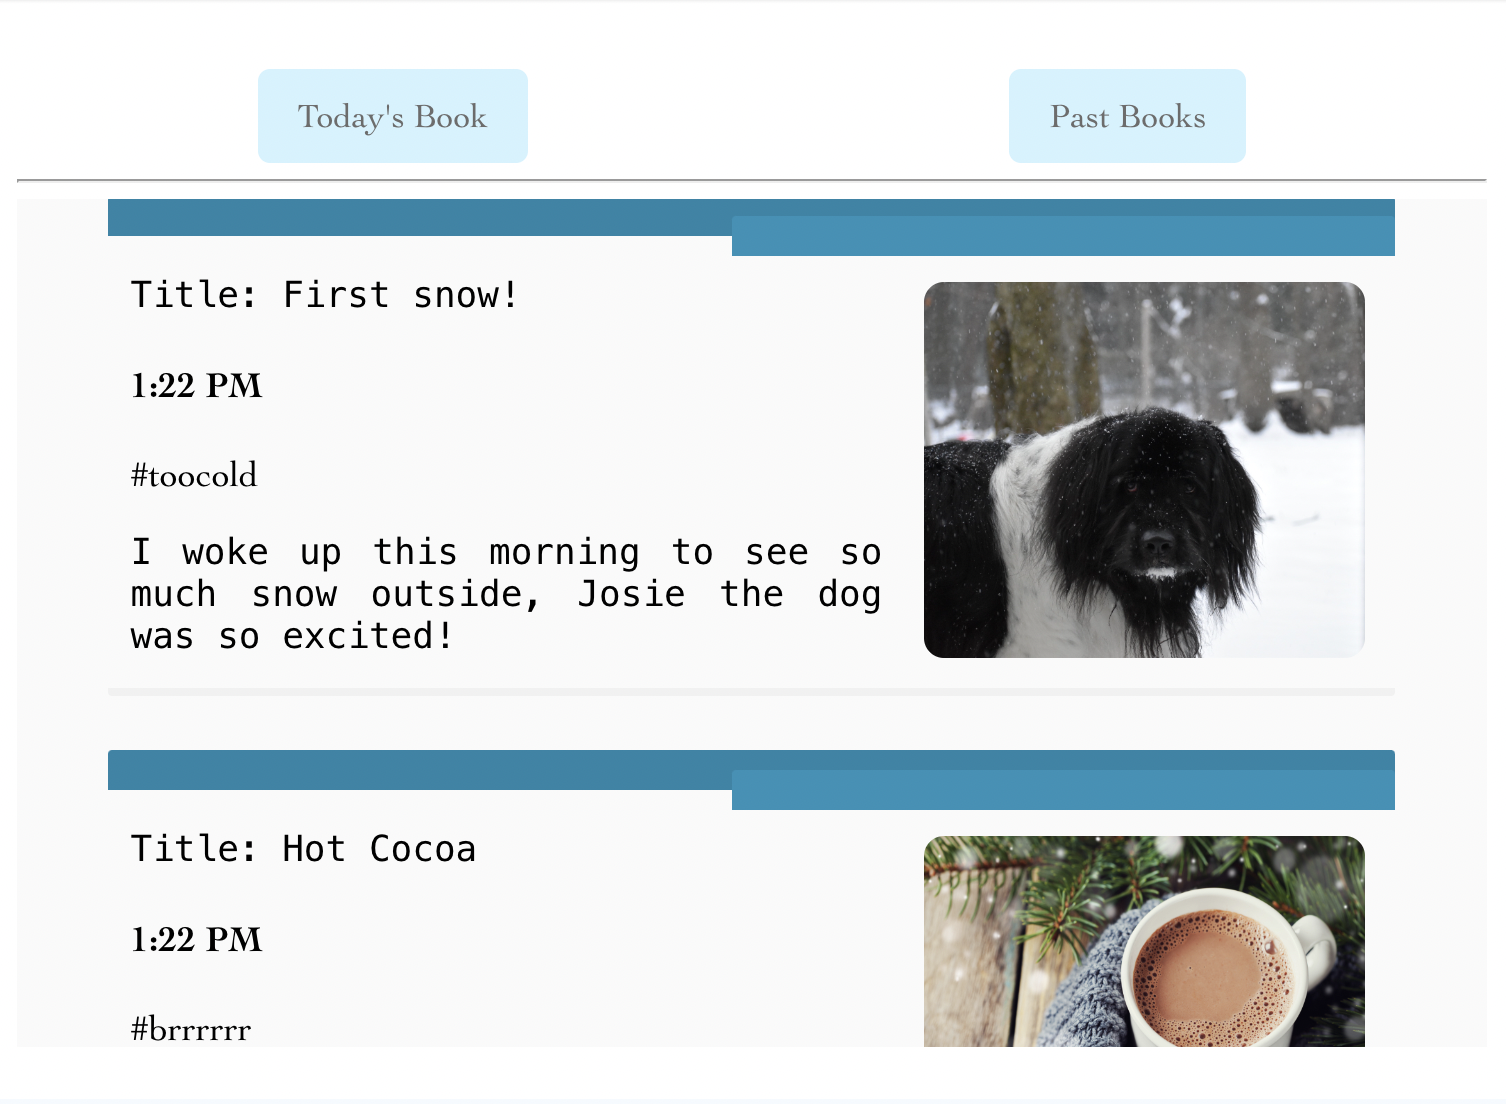 Today's Book
Past Books
Title: First snow!
1:22 PM
#toocold
I woke up this morning to see so
much snow outside, Josie the dog
was so excited!
Title: Hot Cocoa
1:22 PM
#brrrrrr